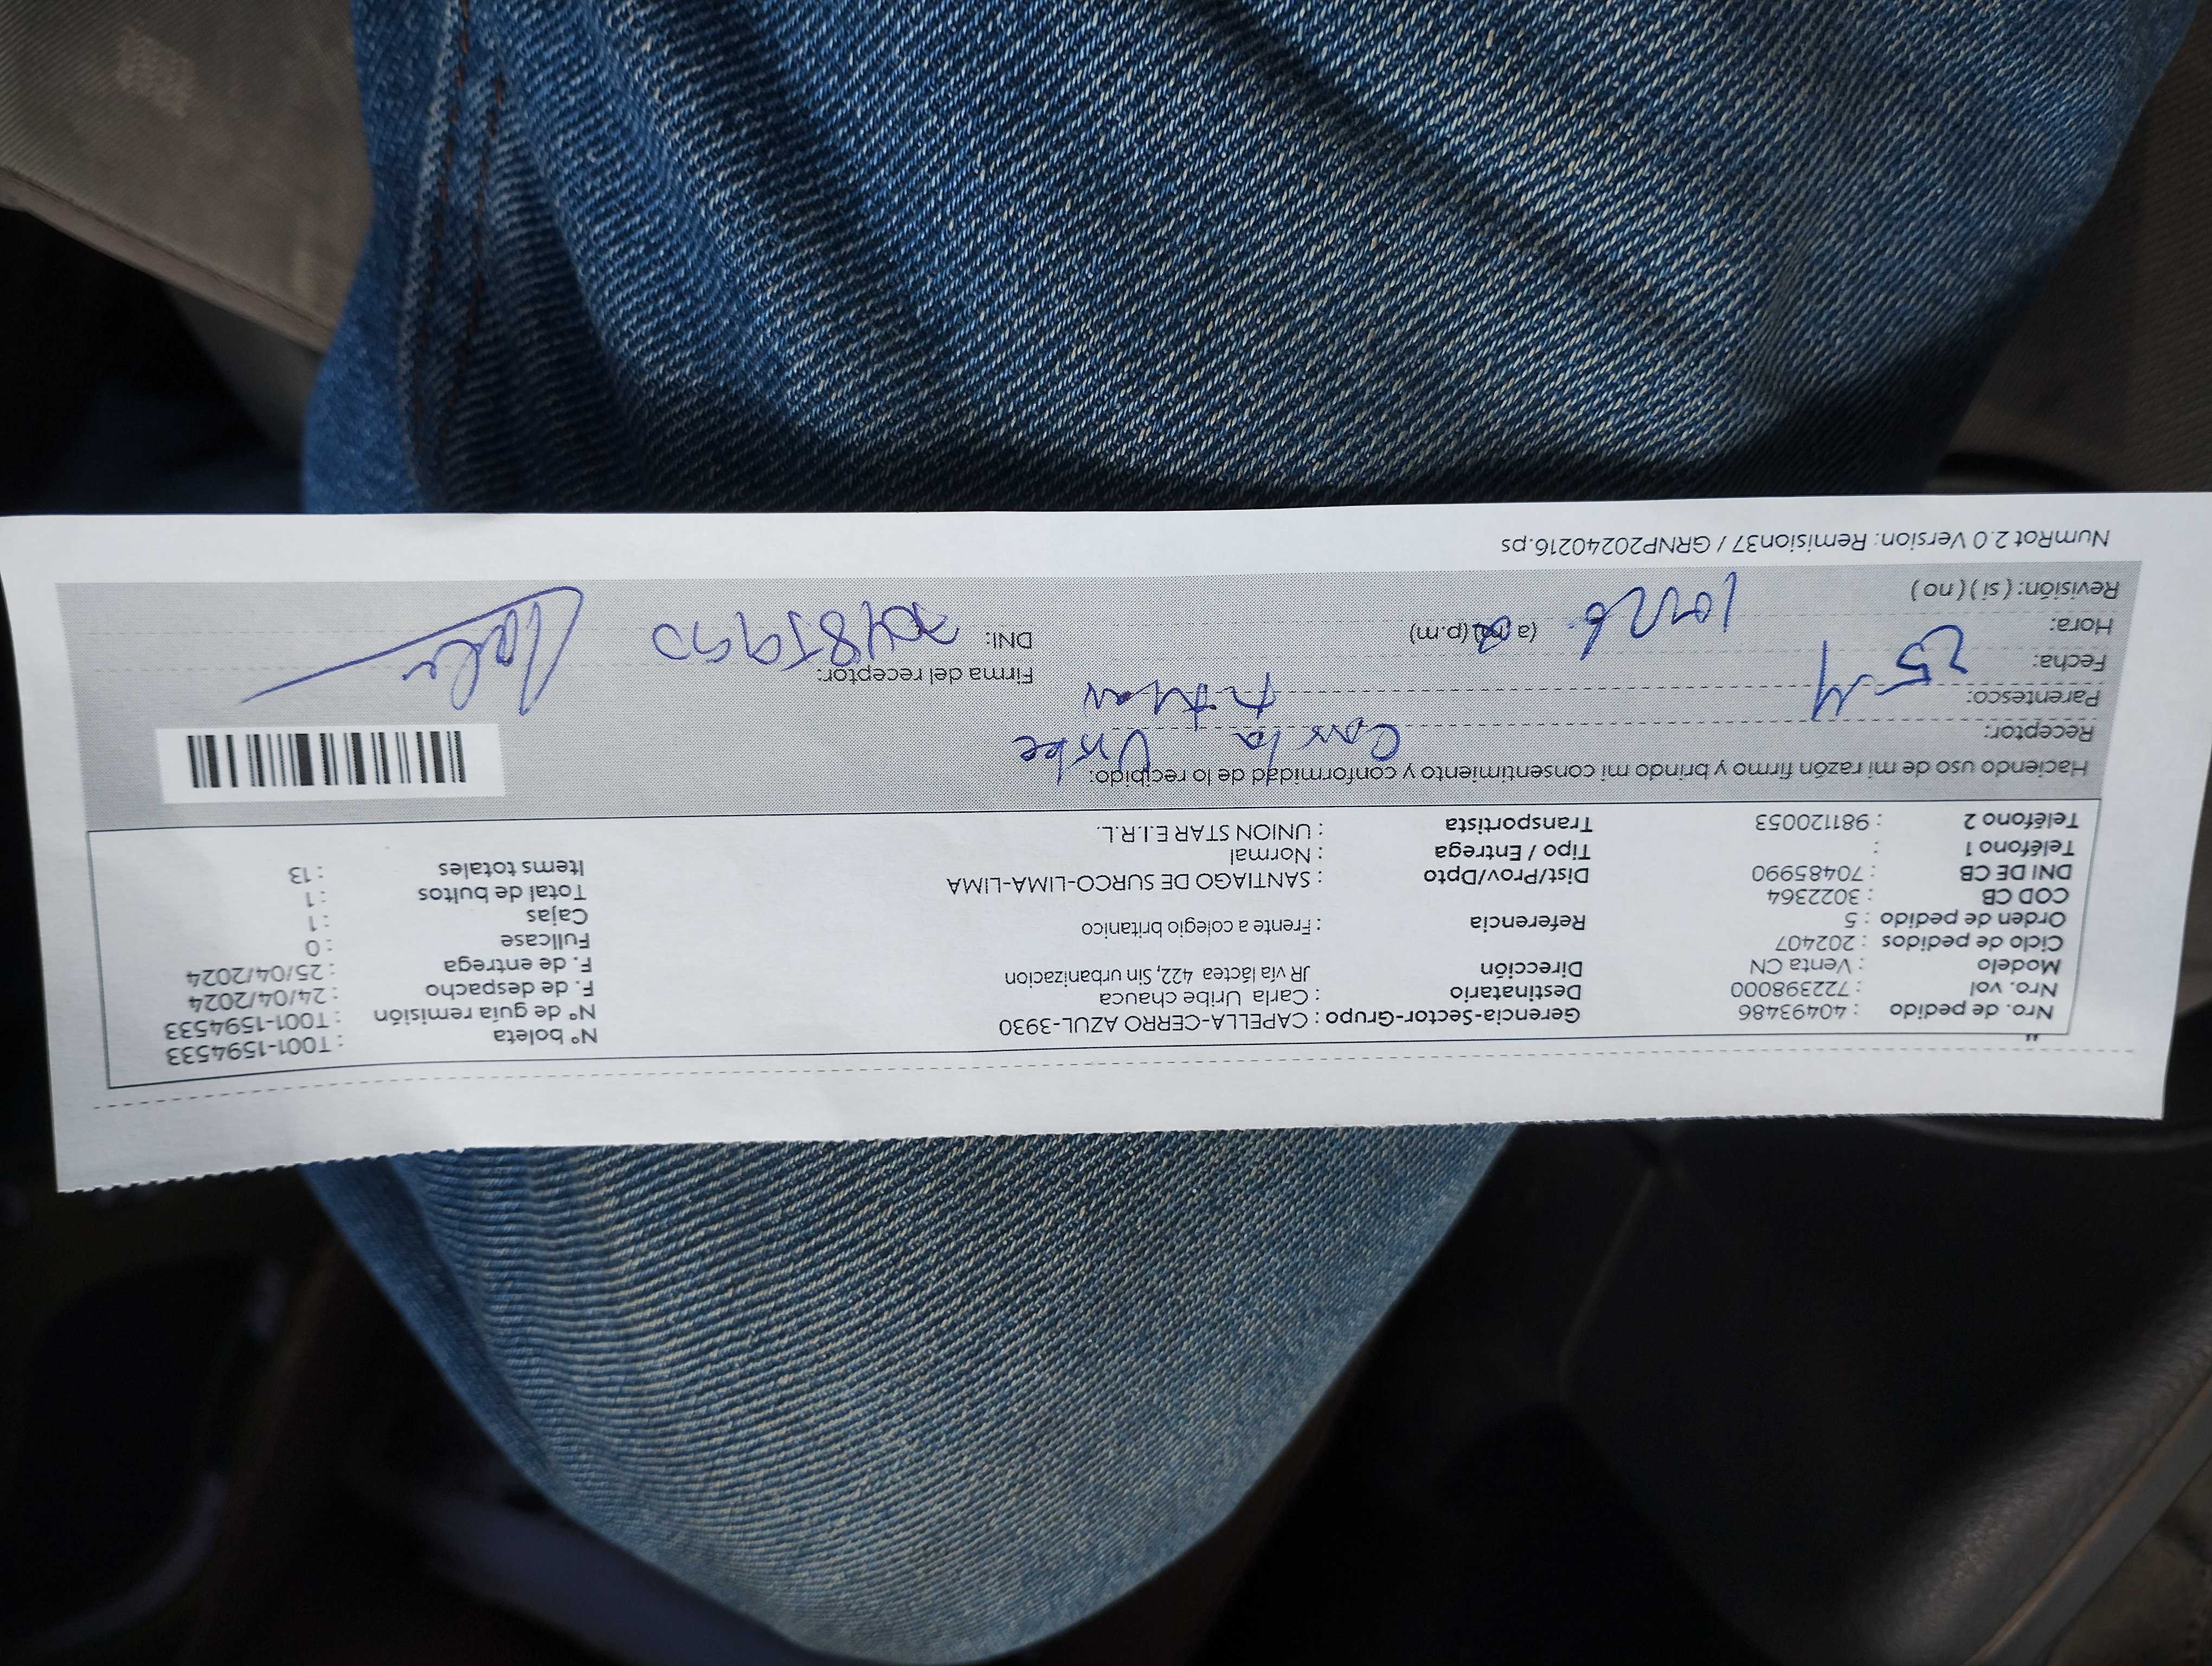 Nro. de pedido : 40493486 Gerencia-Sector-Grupo : CAPELLA-CERRO AZUL-3930 N° boleta : T001-1594533
Nro. vol : 722398000 Destinatario : Carla Uribe chauca N° de guía remisión : T001-1594533
Modelo : Venta CN Dirección JR vía láctea 422, Sin urbanizacion F. de despacho : 24/04/2024
Ciclo de pedidos : 202407 F. de entrega : 25/04/2024
Orden de pedido : 5 Referencia : Frente a colegio britanico Fullcase : 0
COD CB : 3022364 Cajas : 1
DNI DE CB : 70485990 Dist/Prov/Dpto : SANTIAGO DE SURCO-LIMA-LIMA Total de bultos : 1
Teléfono 1 : Tipo / Entrega : Normal Items totales : 13
Teléfono 2 : 981120053 Transportista : UNION STAR E.I.R.L.
Haciendo uso de mi razón firmo y brindo mi consentimiento y conformidad de lo recibido:
Receptor: Carla Uribe
Parentesco: titular
Fecha: 25-4 Firma del receptor:
Hora: 10:26 (a.m) (p.m) DNI: 70485990
Revisión: ( si ) ( no )
NumRot 2.0 Version: Remision37 / GRNP20240216.ps